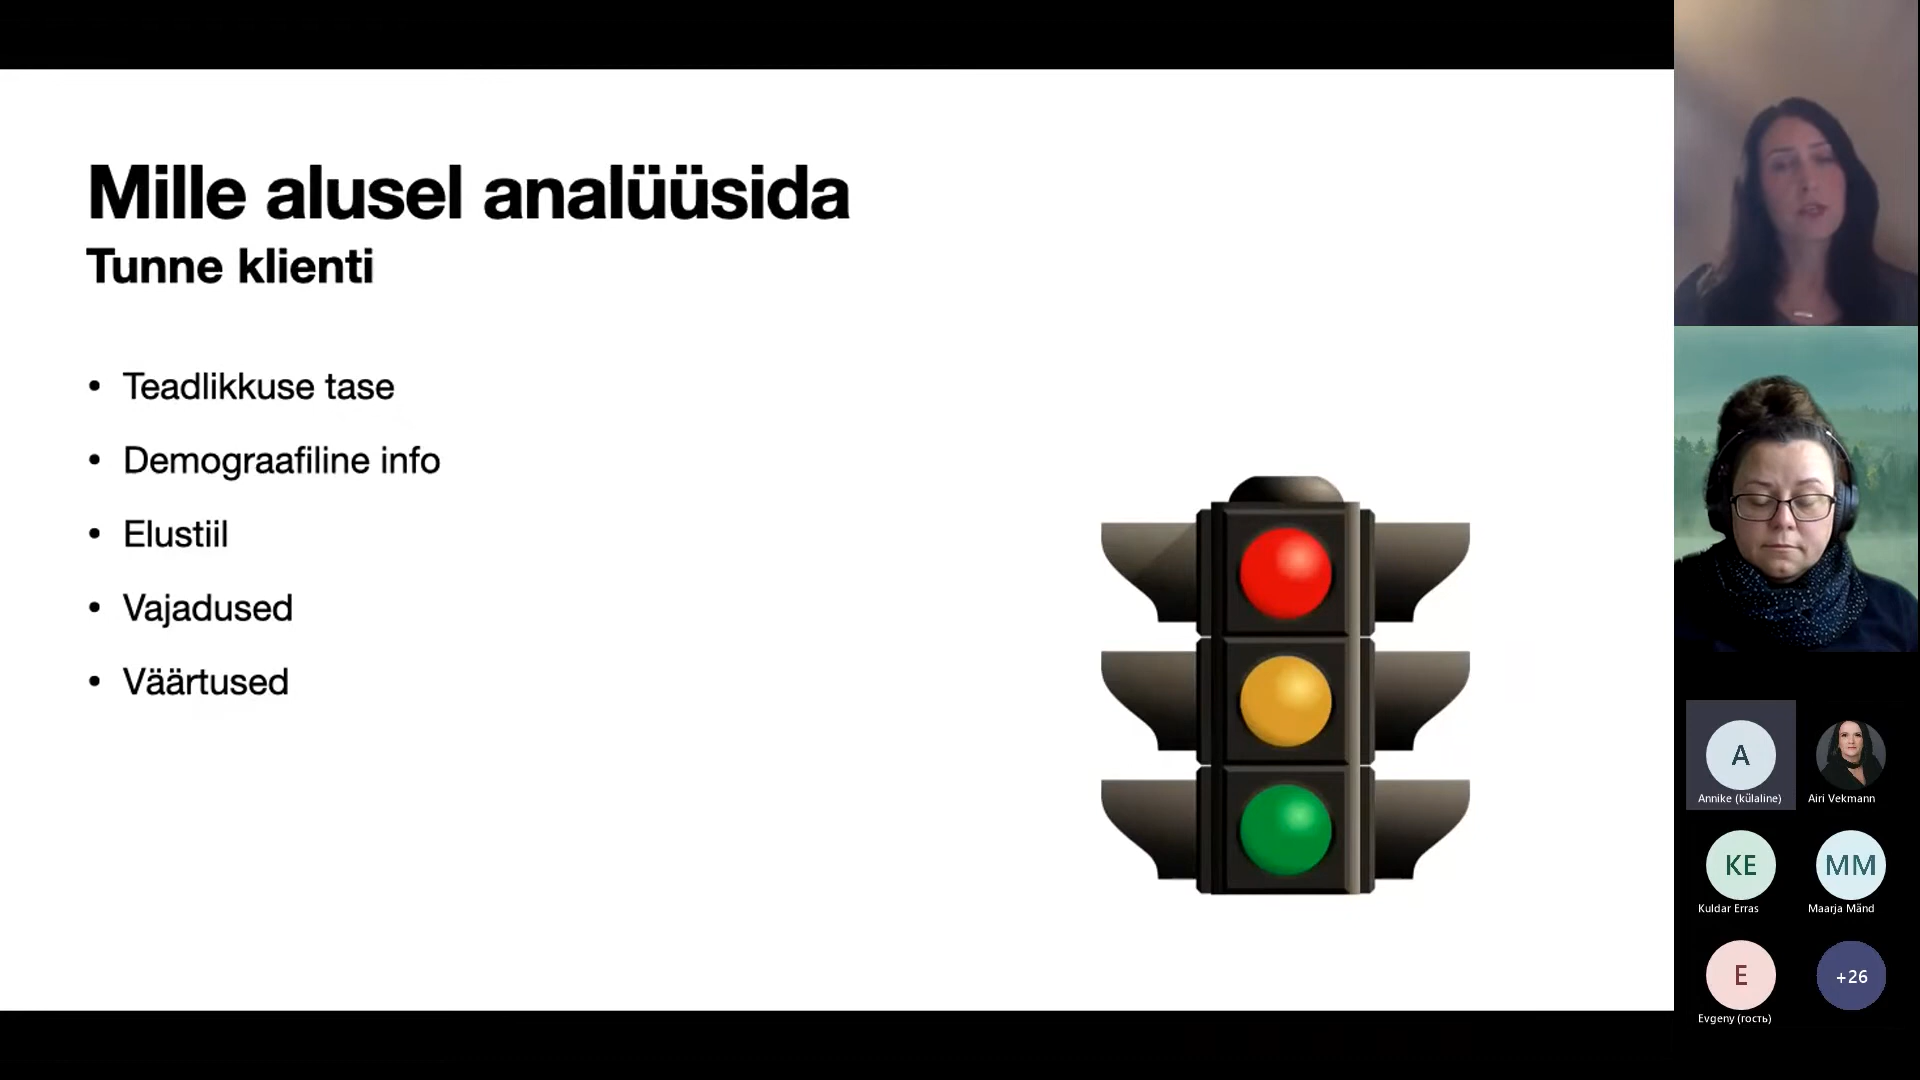 Mille alusel analüüsida
Tunne klienti
• Teadlikkuse tase
• Demograafiline info
• Elustiil
• Vajadused
• Väärtused
A
Annike (külaline)
Airi Vekmann
KE
Kuldar Erras
MM
Maarja Mänd
E
Evgeny (гость)
+26